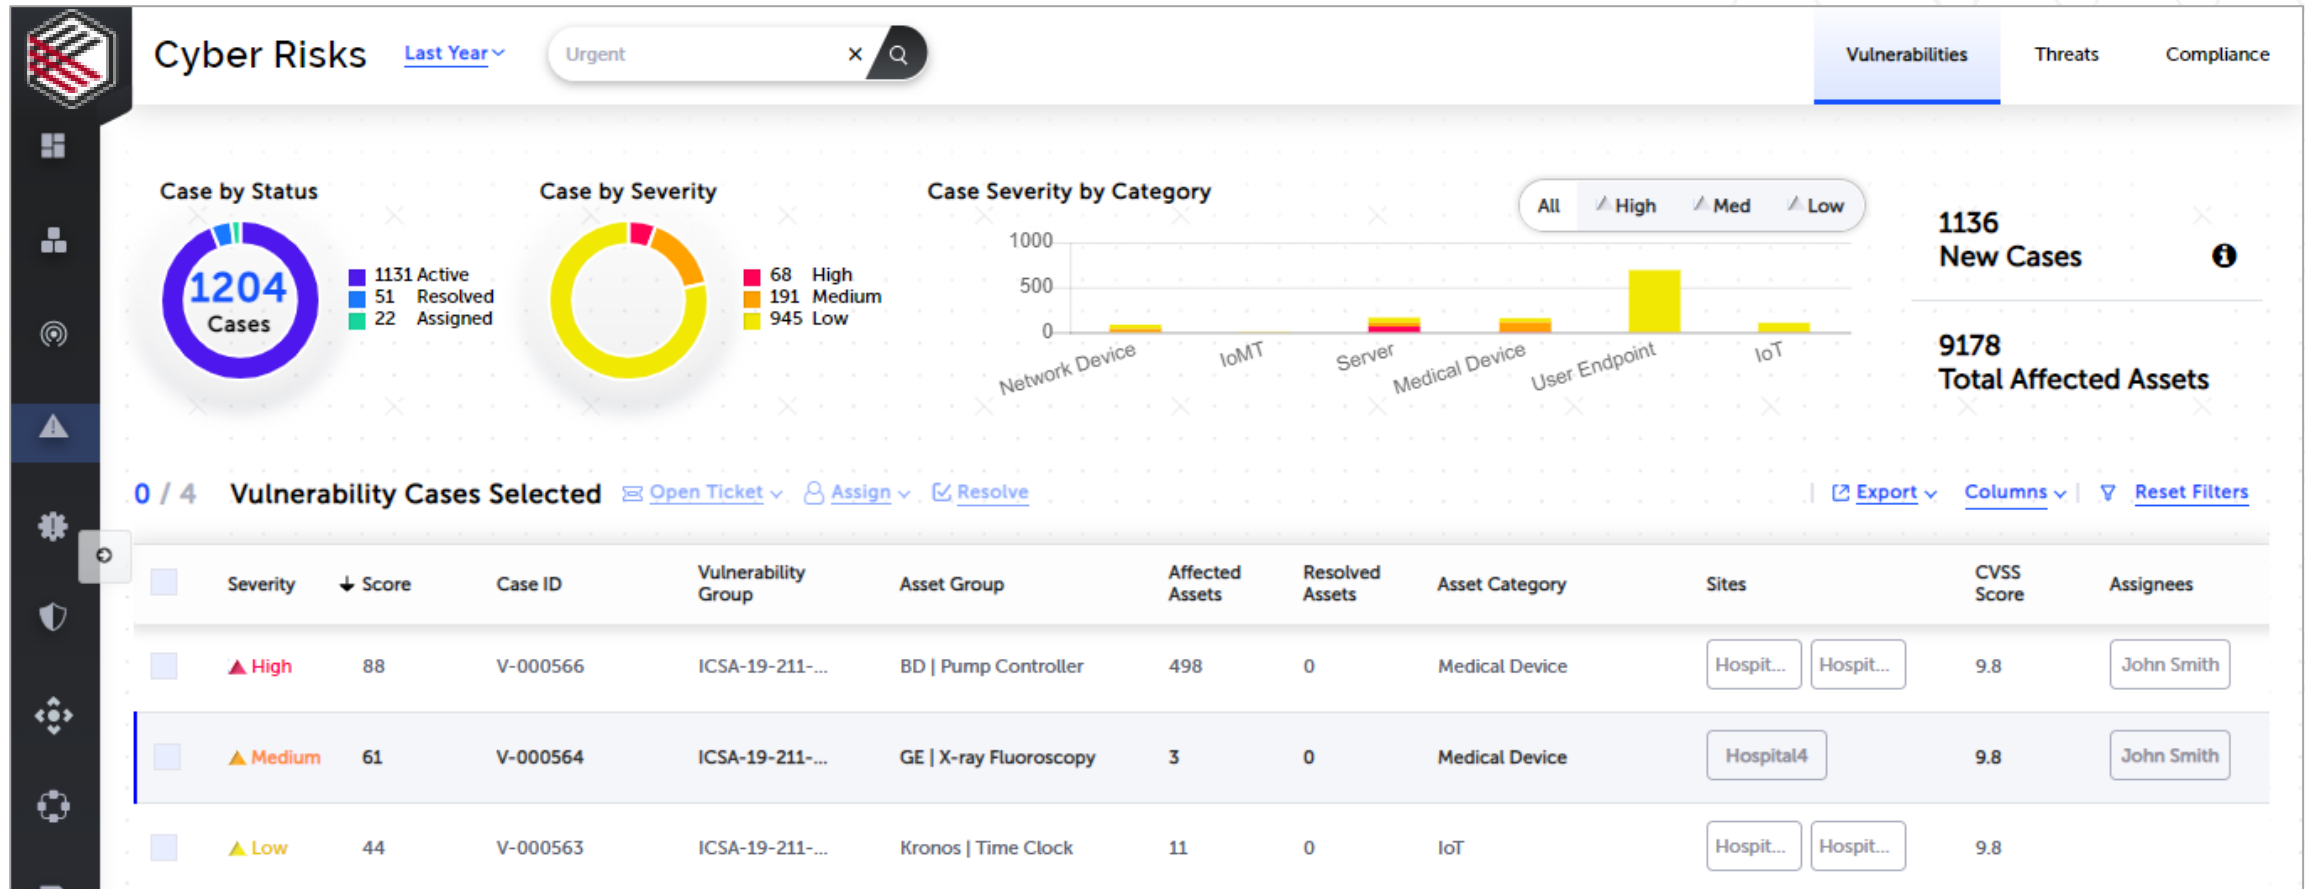 Cyber Risks Last Year Urgent Vulnerabilities Threats Compliance
Case by Status
1204
Cases
1131 Active
51 Resolved
22 Assigned
Case by Severity
68 High
191 Medium
945 Low
Case Severity by Category
All High Med Low
1000
500
0
Network Device IoMT Server Medical Device User Endpoint IoT
1136
New Cases
9178
Total Affected Assets
0 / 4 Vulnerability Cases Selected Open Ticket Assign Resolve Export Columns Reset Filters
Severity Score Case ID Vulnerability Group Asset Group Affected Assets Resolved Assets Asset Category Sites CVSS Score Assignees
High 88 V-000566 ICSA-19-211-... BD | Pump Controller 498 0 Medical Device Hospit... Hospit... 9.8 John Smith
Medium 61 V-000564 ICSA-19-211-... GE | X-ray Fluoroscopy 3 0 Medical Device Hospital4 9.8 John Smith
Low 44 V-000563 ICSA-19-211-... Kronos | Time Clock 11 0 IoT Hospit... Hospit... 9.8